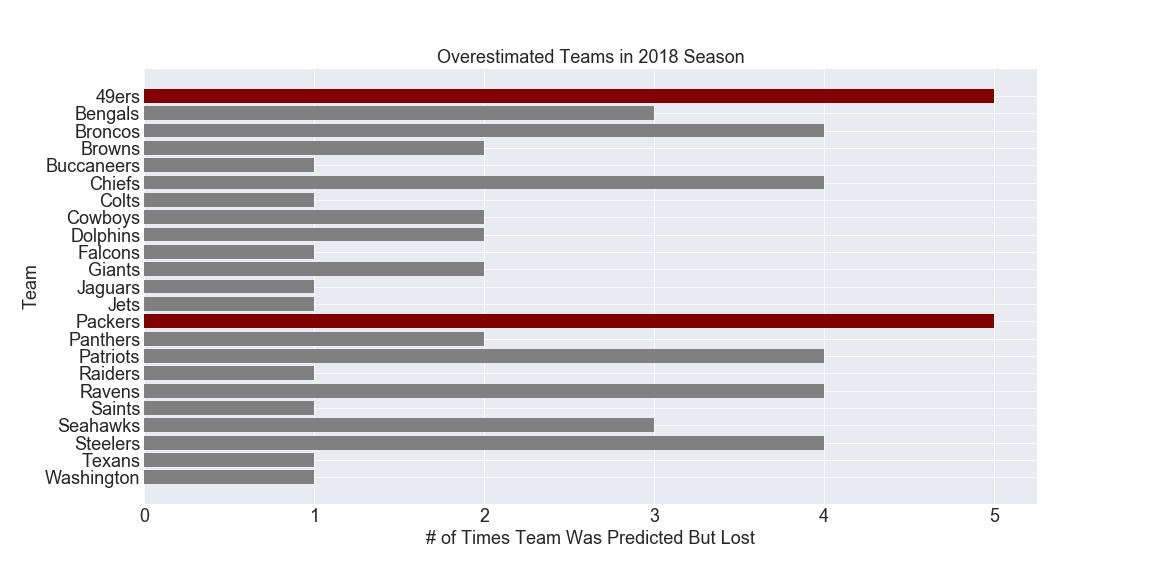 Overestimated Teams in 2018 Season
Team
49ers
Bengals
Broncos
Browns
Buccaneers
Chiefs
Colts
Cowboys
Dolphins
Falcons
Giants
Jaguars
Jets
Packers
Panthers
Patriots
Raiders
Ravens
Saints
Seahawks
Steelers
Texans
Washington
0 1 2 3 4 5
# of Times Team Was Predicted But Lost